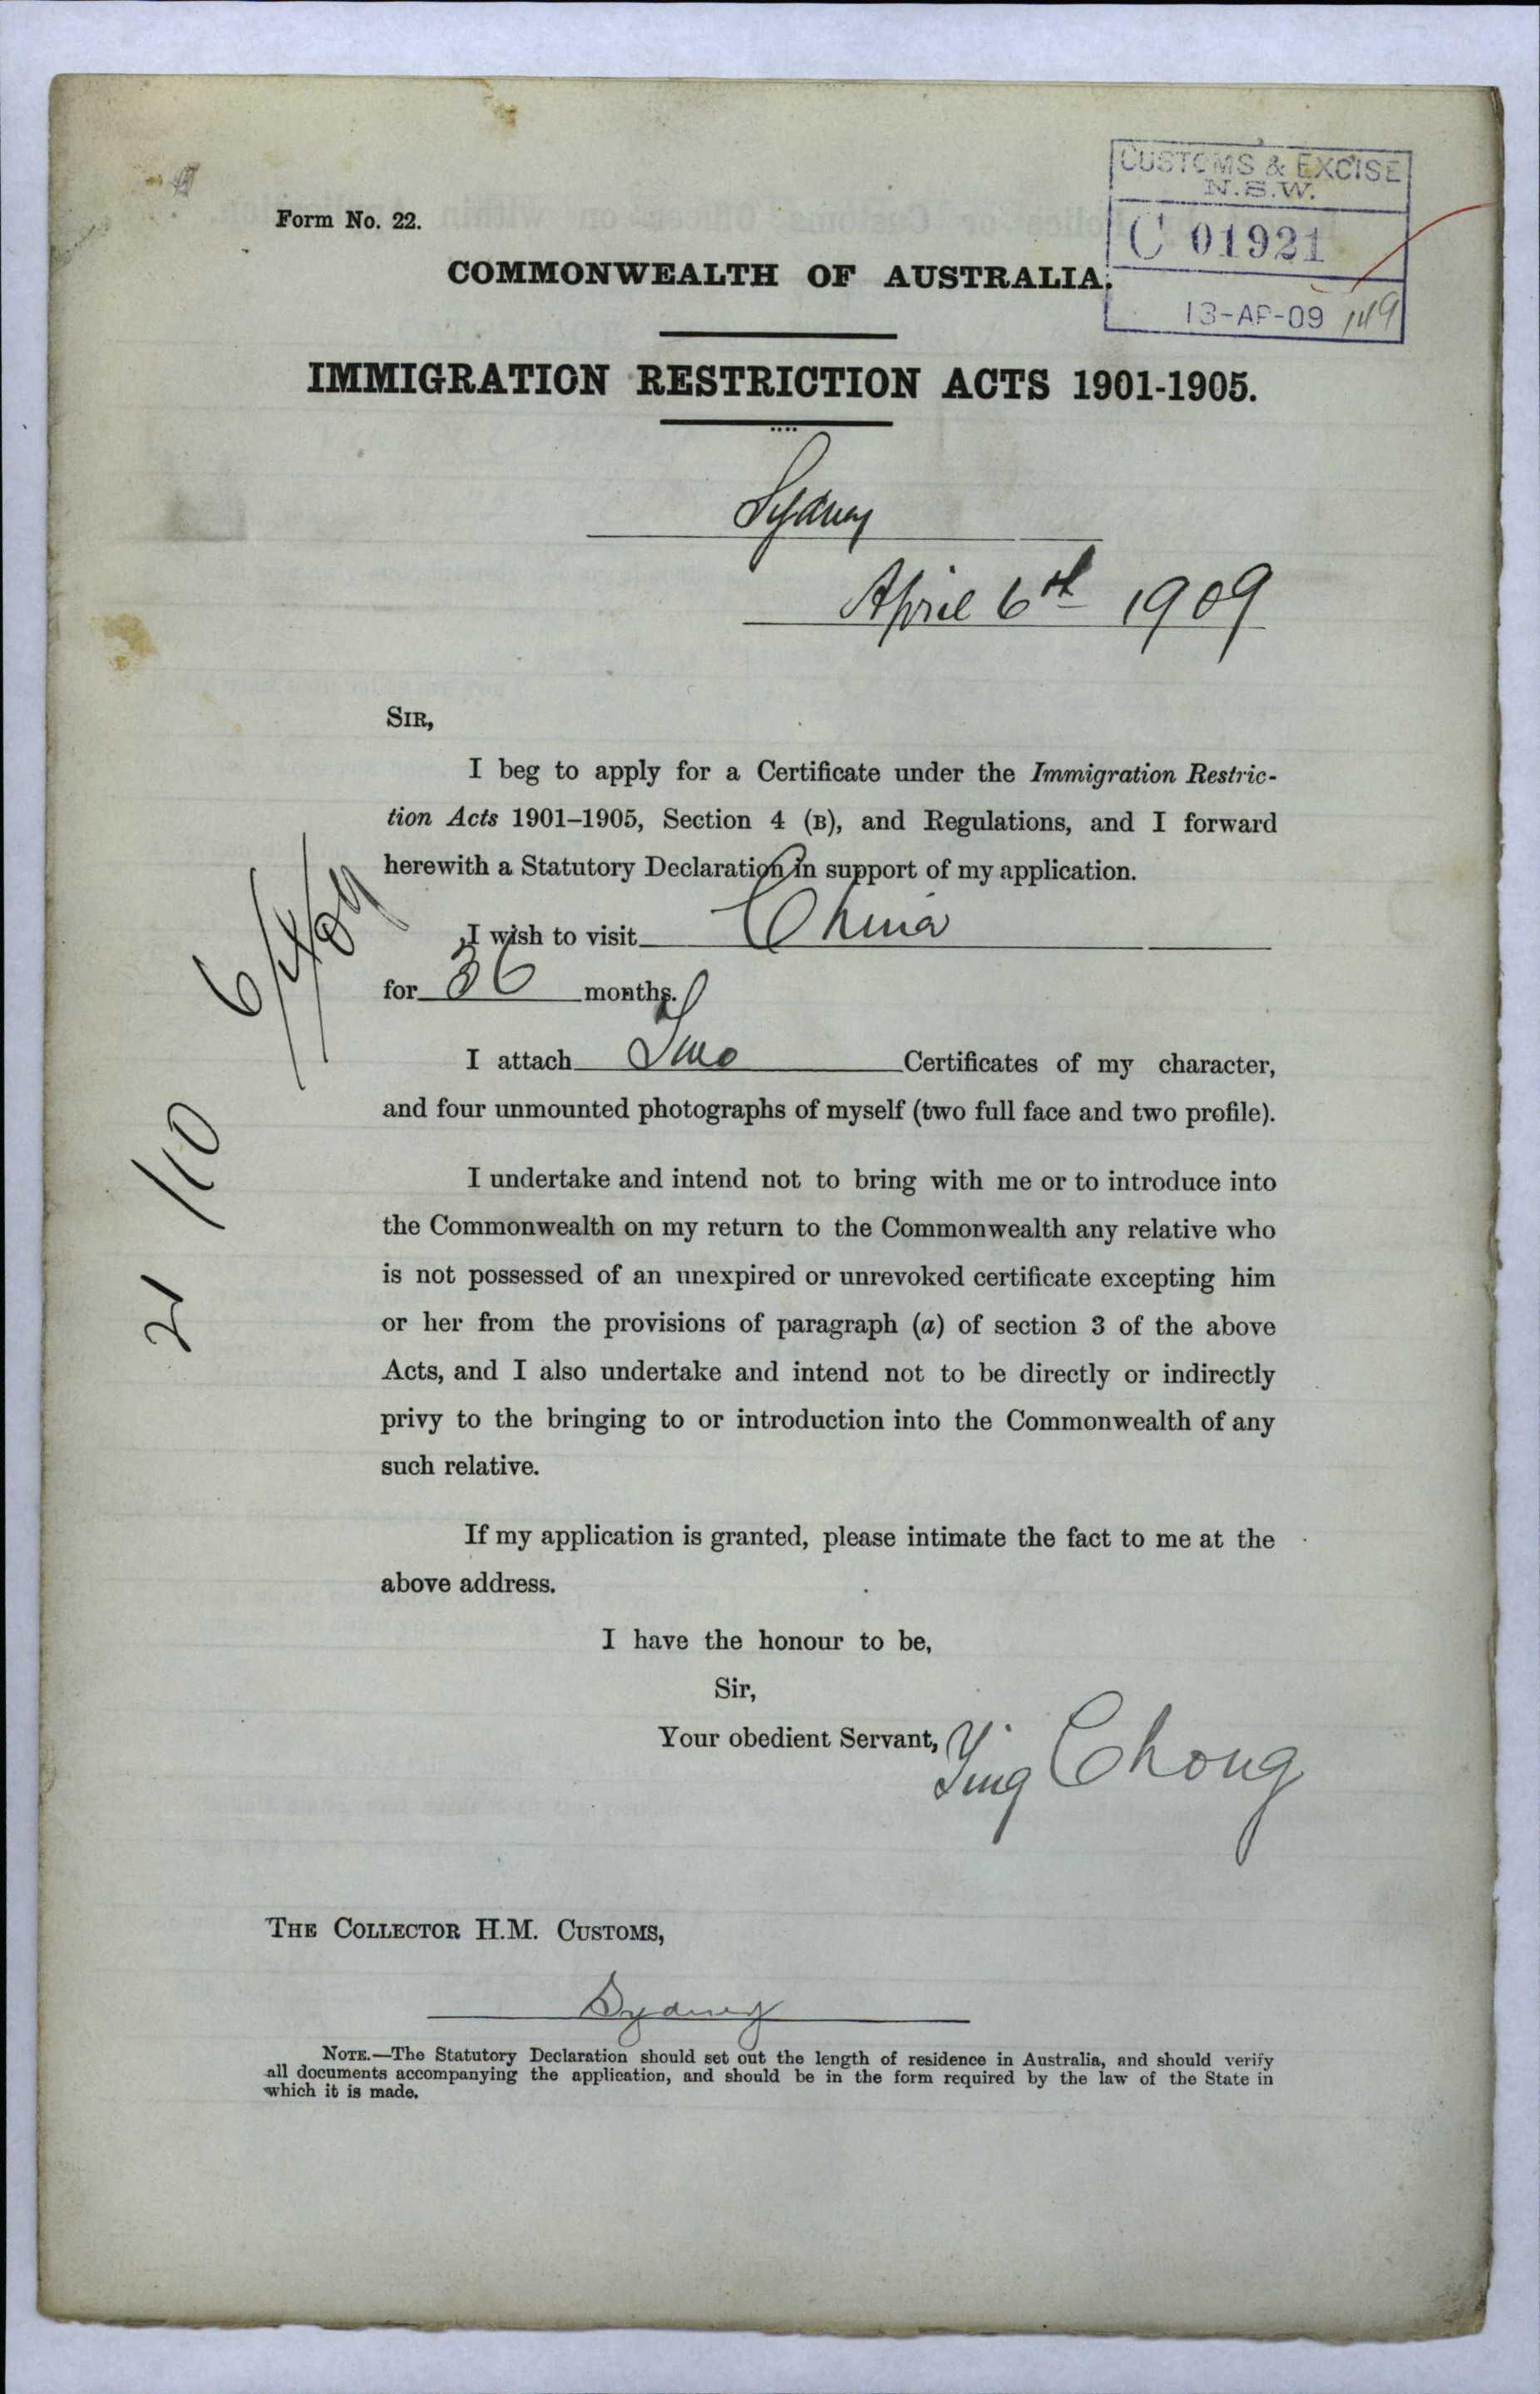 CUSTOMS & EXCISE
N.S.W.
C 01921
13-AP-09 149
Form No. 22.
COMMONWEALTH OF AUSTRALIA.
IMMIGRATION RESTRICTION ACTS 1901-1905.
Sydney
April 6th 1909
SIR,
I beg to apply for a Certificate under the Immigration Restric-
tion Acts 1901–1905, Section 4 (B), and Regulations, and I forward
herewith a Statutory Declaration in support of my application.
I wish to visit China
for 36 months.
I attach Two Certificates of my character,
and four unmounted photographs of myself (two full face and two profile).
I undertake and intend not to bring with me or to introduce into
the Commonwealth on my return to the Commonwealth any relative who
is not possessed of an unexpired or unrevoked certificate excepting him
or her from the provisions of paragraph (a) of section 3 of the above
Acts, and I also undertake and intend not to be directly or indirectly
privy to the bringing to or introduction into the Commonwealth of any
such relative.
If my application is granted, please intimate the fact to me at the
above address.
I have the honour to be,
Sir,
Your obedient Servant, Ying Chong
6/4/09
2/ /10
THE COLLECTOR H.M. CUSTOMS,
Sydney
NOTE.—The Statutory Declaration should set out the length of residence in Australia, and should verify
all documents accompanying the application, and should be in the form required by the law of the State in
which it is made.